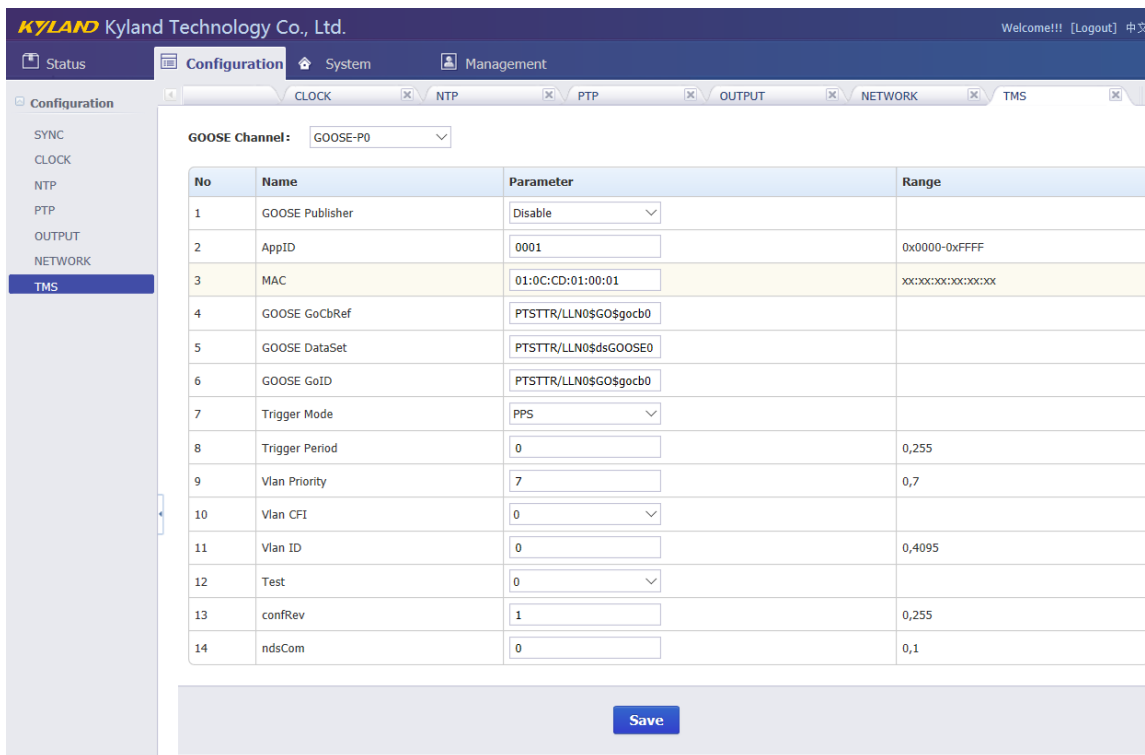 KYLAND Kyland Technology Co., Ltd. Welcome!!! [Logout] 中文
Status Configuration System Management
Configuration
CLOCK NTP PTP OUTPUT NETWORK TMS
SYNC
CLOCK
NTP
PTP
OUTPUT
NETWORK
TMS
GOOSE Channel: GOOSE-P0
No Name Parameter Range
1 GOOSE Publisher Disable
2 AppID 0001 0x0000-0xFFFF
3 MAC 01:0C:CD:01:00:01 xx:xx:xx:xx:xx:xx
4 GOOSE GoCbRef PTSTTR/LLN0$GO$gocb0
5 GOOSE DataSet PTSTTR/LLN0$dsGOOSE0
6 GOOSE GoID PTSTTR/LLN0$GO$gocb0
7 Trigger Mode PPS
8 Trigger Period 0 0,255
9 Vlan Priority 7 0,7
10 Vlan CFI 0
11 Vlan ID 0 0,4095
12 Test 0
13 confRev 1 0,255
14 ndsCom 0 0,1
Save